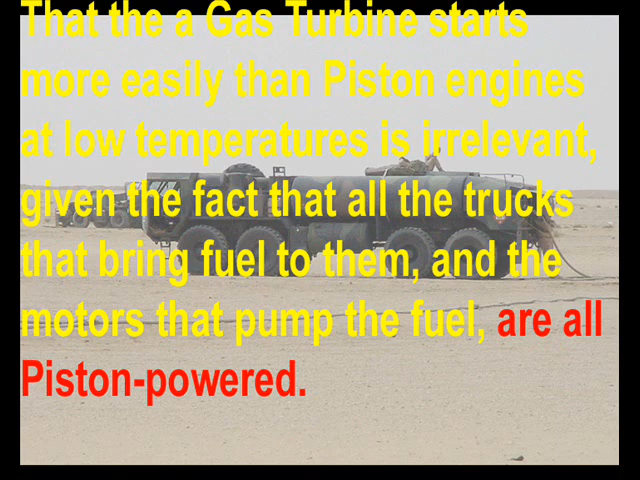 That the a Gas Turbine starts
more easily than Piston engines
at low temperatures is irrelevant,
given the fact that all the trucks
that bring fuel to them, and the
motors that pump the fuel, are all
Piston-powered.